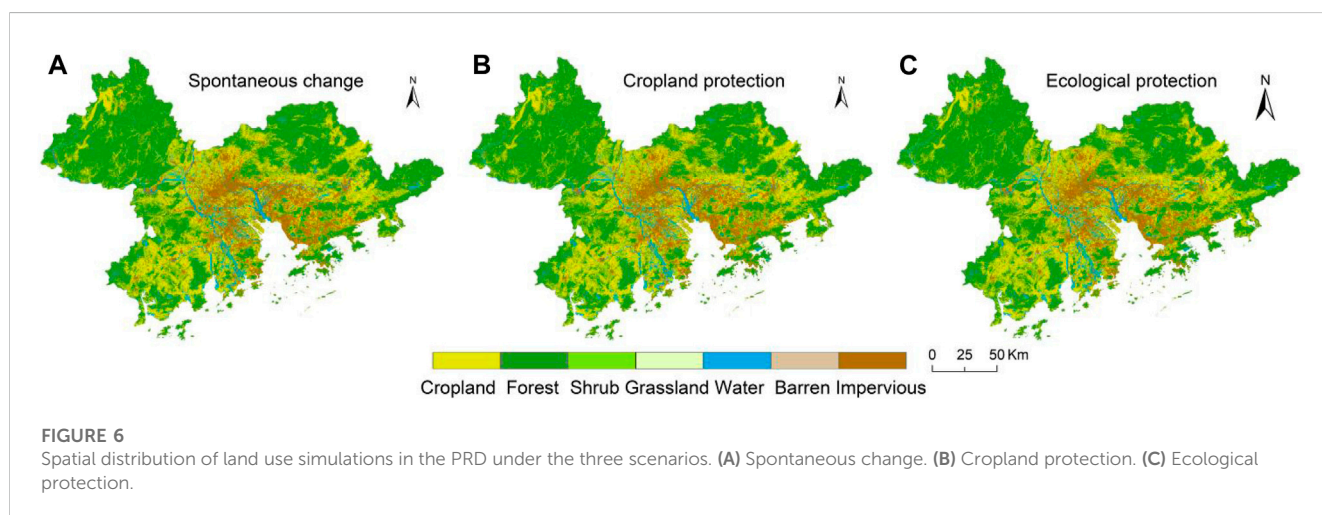 A
Spontaneous change
N
B
Cropland protection
N
C
Ecological protection
N
Cropland Forest Shrub Grassland Water Barren Impervious
0 25 50 Km
FIGURE 6
Spatial distribution of land use simulations in the PRD under the three scenarios. (A) Spontaneous change. (B) Cropland protection. (C) Ecological
protection.